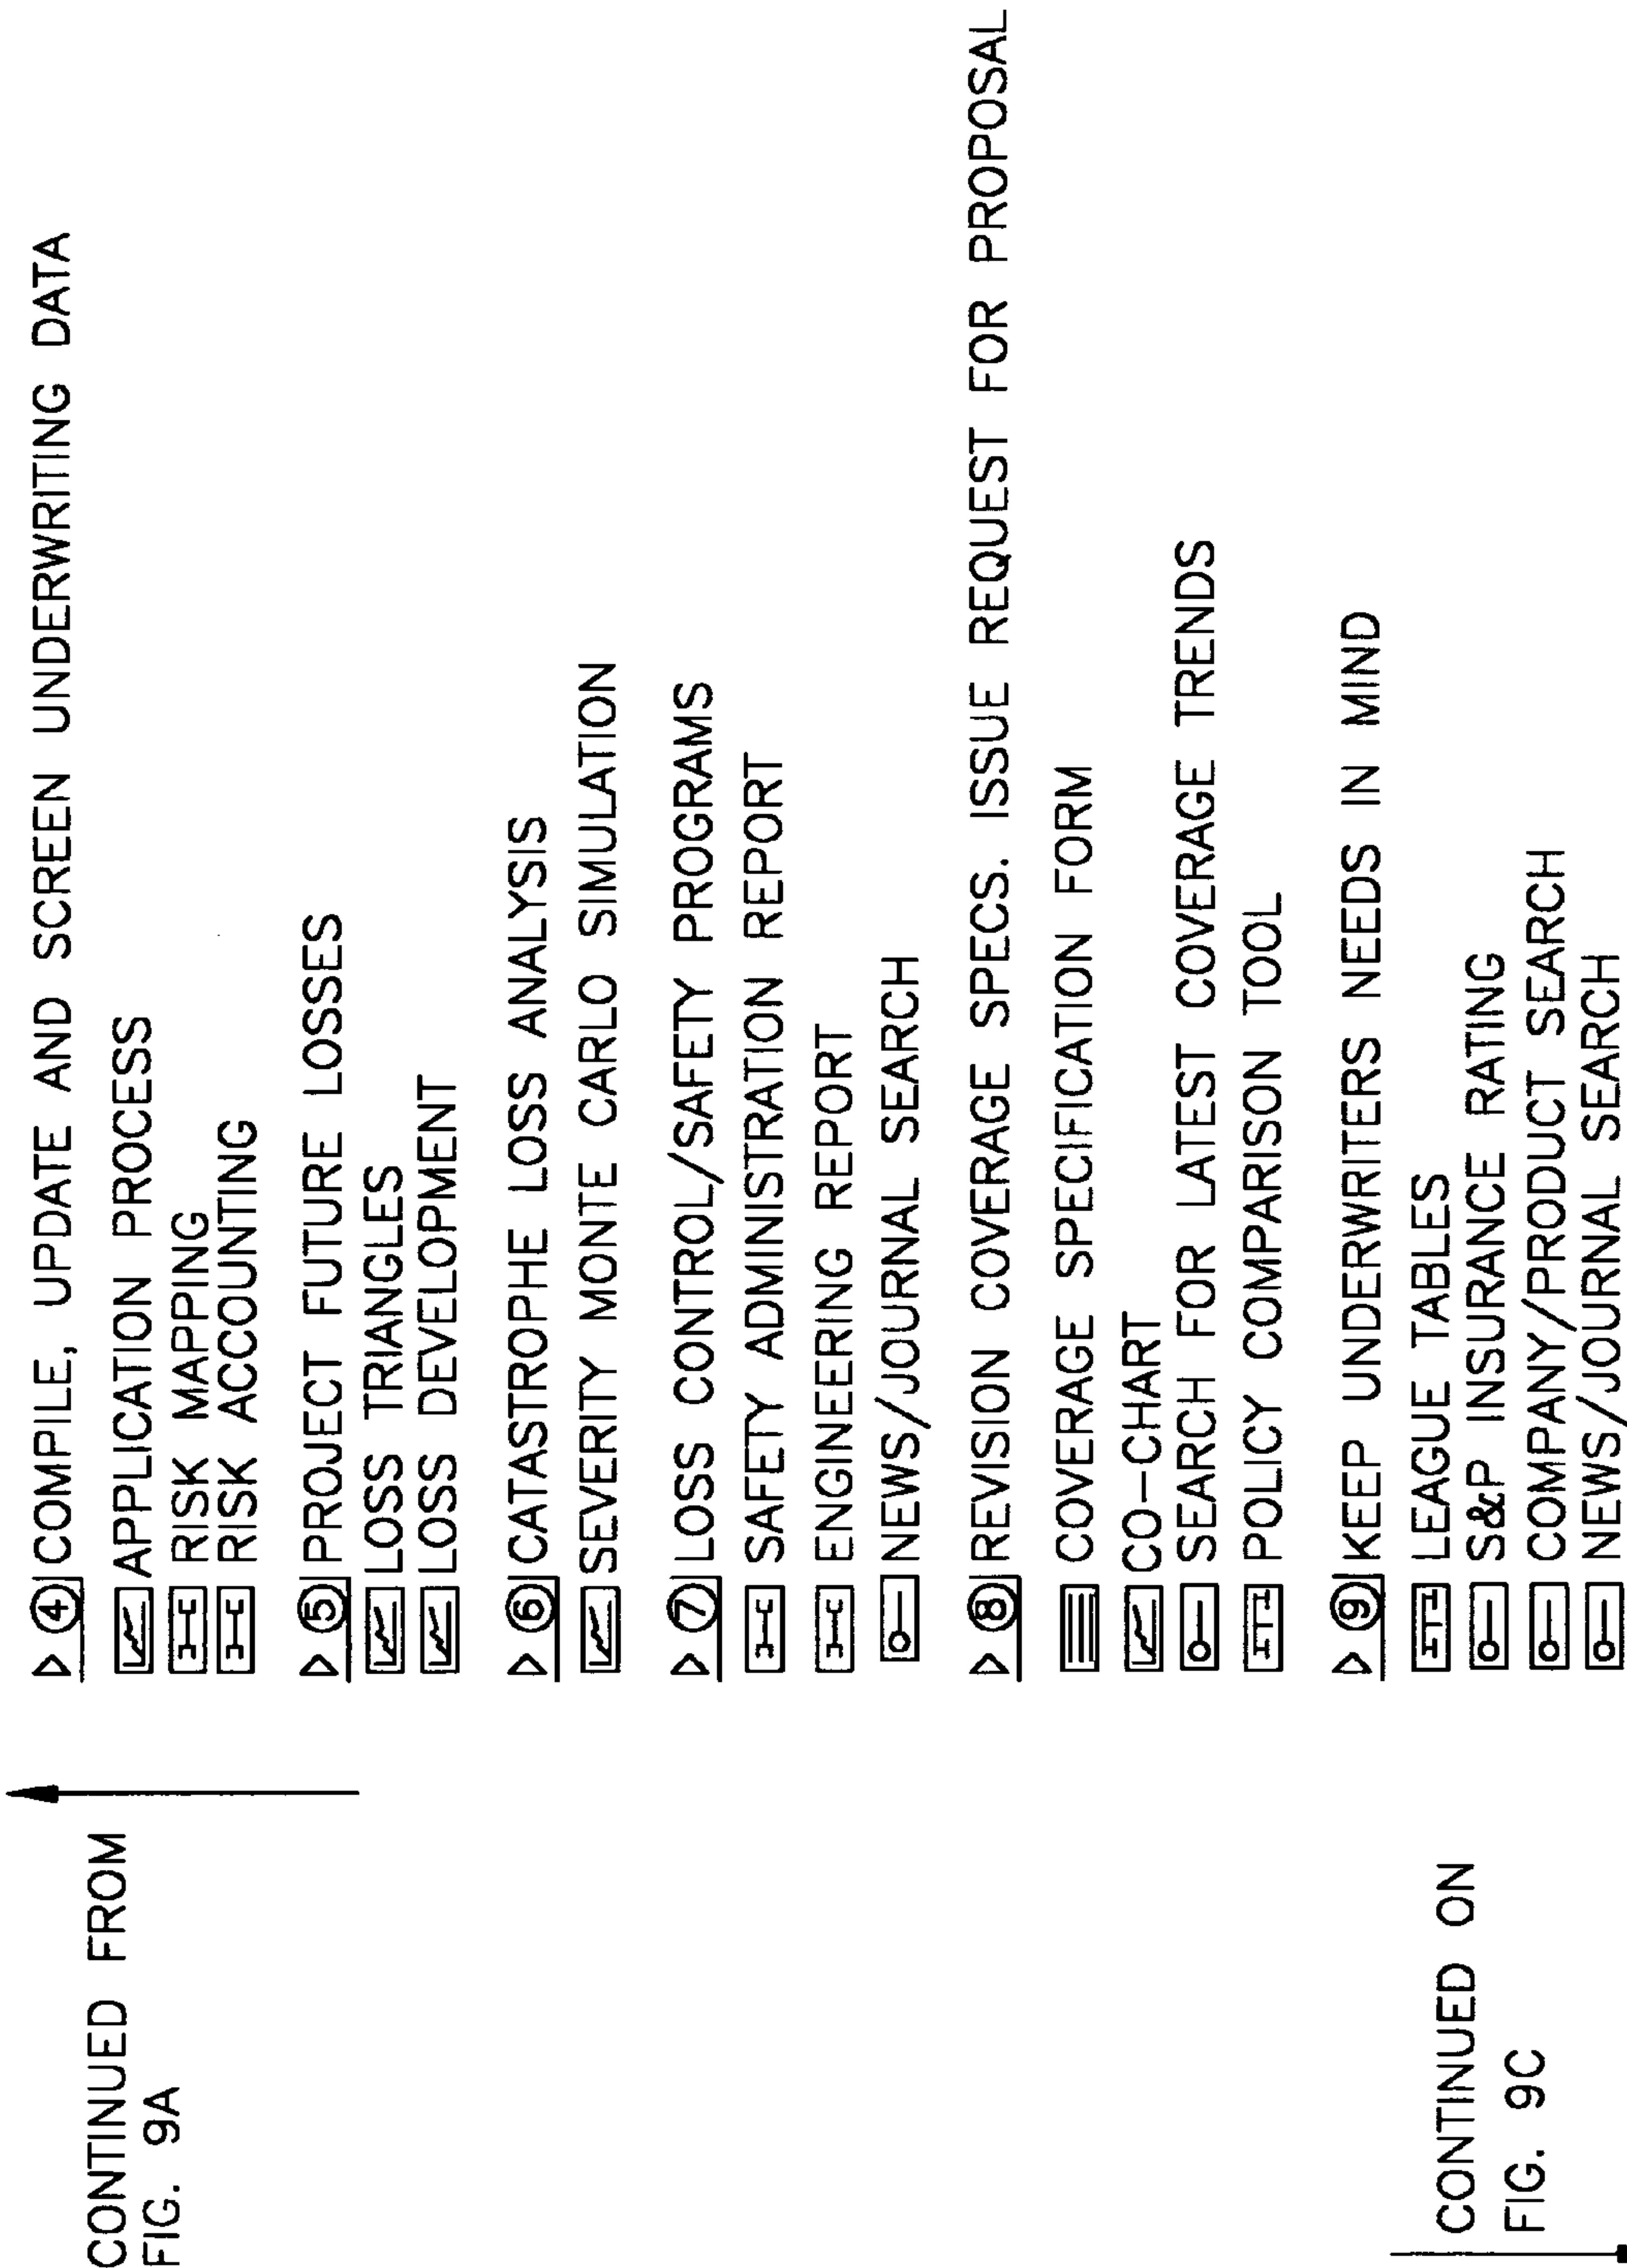 CONTINUED FROM
FIG. 9A
④ COMPILE, UPDATE AND SCREEN UNDERWRITING DATA
APPLICATION PROCESS
RISK MAPPING
RISK ACCOUNTING
⑤ PROJECT FUTURE LOSSES
LOSS TRIANGLES
LOSS DEVELOPMENT
⑥ CATASTROPHE LOSS ANALYSIS
SEVERITY MONTE CARLO SIMULATION
⑦ LOSS CONTROL/SAFETY PROGRAMS
SAFETY ADMINISTRATION REPORT
ENGINEERING REPORT
NEWS/JOURNAL SEARCH
⑧ REVISION COVERAGE SPECS. ISSUE REQUEST FOR PROPOSAL
COVERAGE SPECIFICATION FORM
CO-CHART
SEARCH FOR LATEST COVERAGE TRENDS
POLICY COMPARISON TOOL
⑨ KEEP UNDERWRITERS NEEDS IN MIND
LEAGUE TABLES
S&P INSURANCE RATING
COMPANY/PRODUCT SEARCH
NEWS/JOURNAL SEARCH
CONTINUED ON
FIG. 9C